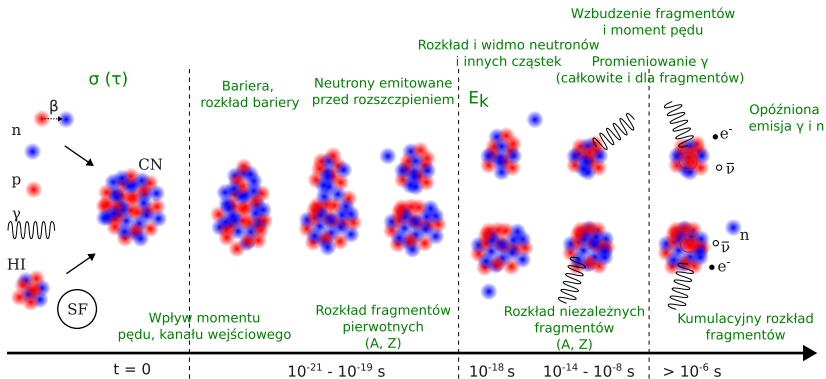 Wzbudzenie fragmentów
i moment pędu
Rozkład i widmo neutronów
i innych cząstek
Promieniowanie γ
(całkowite i dla fragmentów)
σ (τ)
Bariera,
rozkład bariery
Neutrony emitowane
przed rozszczpieniem
E_k
Opóźniona
emisja γ i n
β
n
p
γ
HI
SF
CN
e⁻
ν̅
n
ν̅
e⁻
Wpływ momentu
pędu, kanału wejściowego
Rozkład fragmentów
pierwotnych
(A, Z)
Rozkład niezależnych
fragmentów
(A, Z)
Kumulacyjny rozkład
fragmentów
t = 0
10⁻²¹ - 10⁻¹⁹ s
10⁻¹⁸ s
10⁻¹⁴ - 10⁻⁸ s
> 10⁻⁶ s